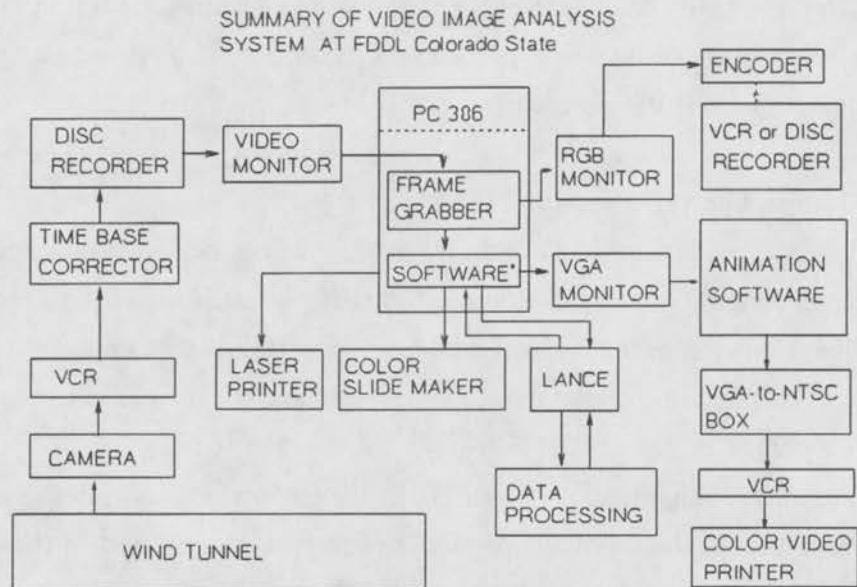 SUMMARY OF VIDEO IMAGE ANALYSIS
SYSTEM AT FDDL Colorado State
DISC
RECORDER
VIDEO
MONITOR
PC 386
FRAME
GRABBER
SOFTWARE*
RGB
MONITOR
ENCODER
VCR or DISC
RECORDER
TIME BASE
CORRECTOR
VGA
MONITOR
ANIMATION
SOFTWARE
VCR
LASER
PRINTER
COLOR
SLIDE MAKER
LANCE
VGA-to-NTSC
BOX
CAMERA
DATA
PROCESSING
VCR
WIND TUNNEL
COLOR VIDEO
PRINTER